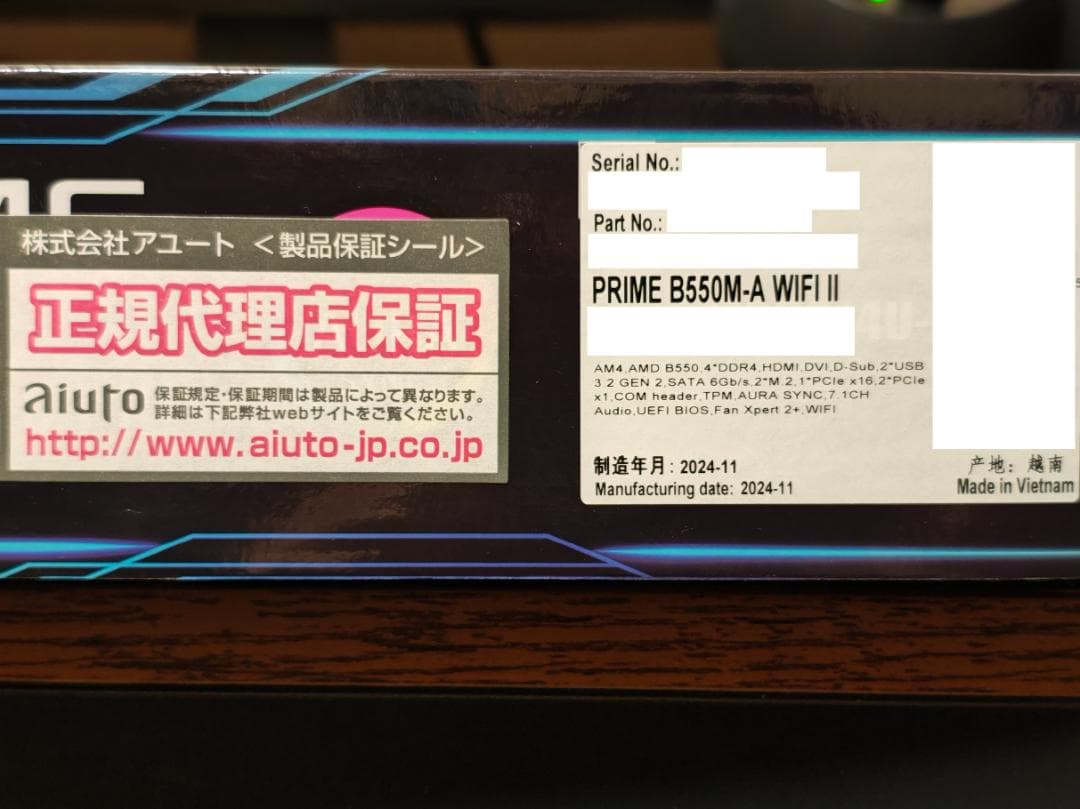 株式会社アユート <製品保証シール>
正規代理店保証
aiuto 保証規定・保証期間は製品によって異なります。
詳細は下記弊社webサイトをご覧ください。
http://www.aiuto-jp.co.jp
Serial No.:
Part No.:
PRIME B550M-A WIFI II
AM4,AMD B550,4*DDR4,HDMI,DVI,D-Sub,2*USB
3.2 GEN 2,SATA 6Gb/s,2*M.2,1*PCIe x16,2*PCIe
x1,COM header,TPM,AURA SYNC,7.1CH
Audio,UEFI BIOS,Fan Xpert 2+,WIFI
制造年月: 2024-11
Manufacturing date: 2024-11
产地: 越南
Made in Vietnam